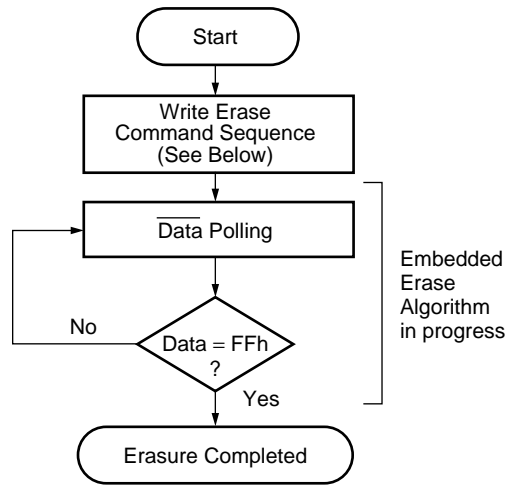 Start
Write Erase
Command Sequence
(See Below)
Data Polling
Embedded
Erase
Algorithm
in progress
No
Data = FFh
?
Yes
Erasure Completed